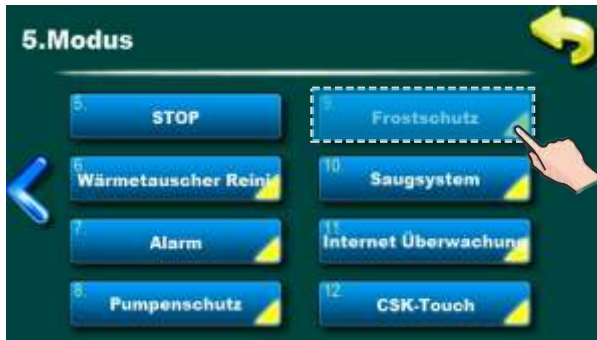 5.Modus
5. STOP
9. Frostschutz
6 Wärmetauscher Reini
10 Saugsystem
7. Alarm
11 Internet Überwachung
8. Pumpenschutz
12. CSK-Touch